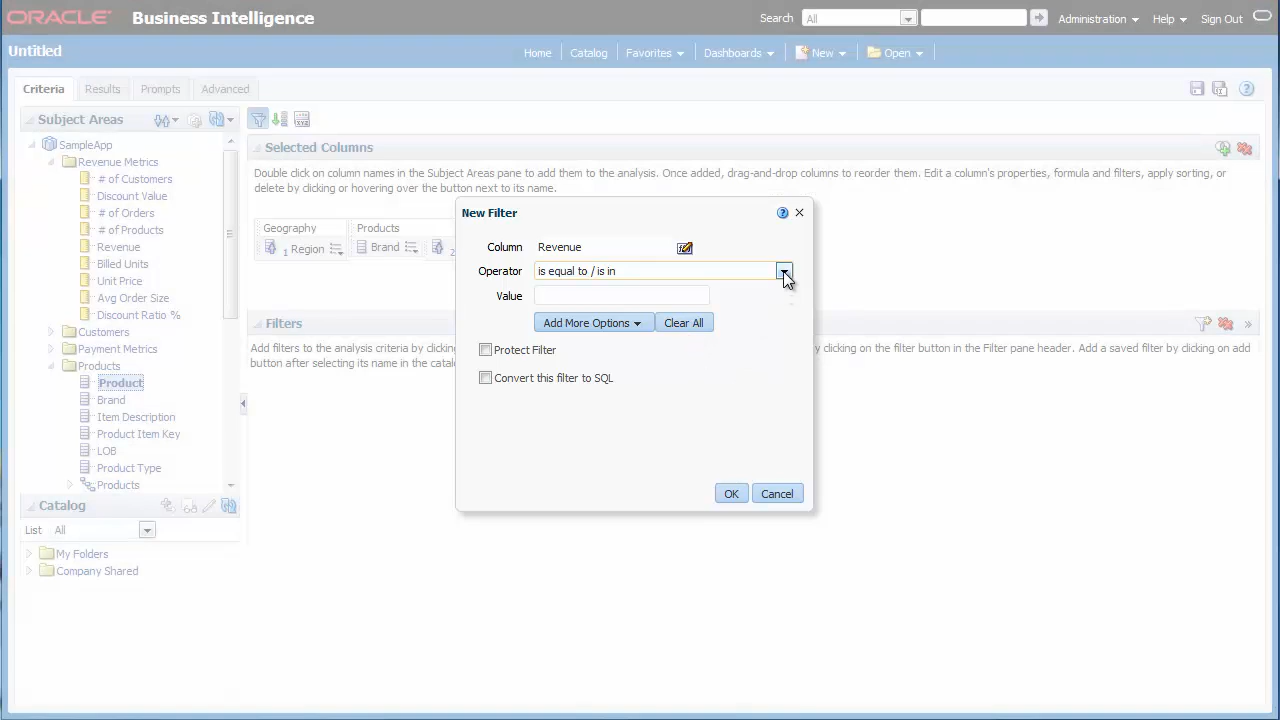 ORACLE Business Intelligence
Search All Administration Help Sign Out
Untitled
Home Catalog Favorites Dashboards New Open
Criteria Results Prompts Advanced
Subject Areas
SampleApp
Revenue Metrics
# of Customers
Discount Value
# of Orders
# of Products
Revenue
Billed Units
Unit Price
Avg Order Size
Discount Ratio %
Customers
Payment Metrics
Products
Product
Brand
Item Description
Product Item Key
LOB
Product Type
Products
Catalog
List All
My Folders
Company Shared
Selected Columns
Double click on column names in the Subject Areas pane to add them to the analysis. Once added, drag-and-drop columns to reorder them. Edit a column's properties, formula and filters, apply sorting, or
delete by clicking or hovering over the button next to its name.
Geography Products
1 Region Brand 2
Filters
Add filters to the analysis criteria by clicking by clicking on the filter button in the Filter pane header. Add a saved filter by clicking on add
button after selecting its name in the
New Filter
Column Revenue
Operator is equal to / is in
Value
Add More Options Clear All
Protect Filter
Convert this filter to SQL
OK Cancel